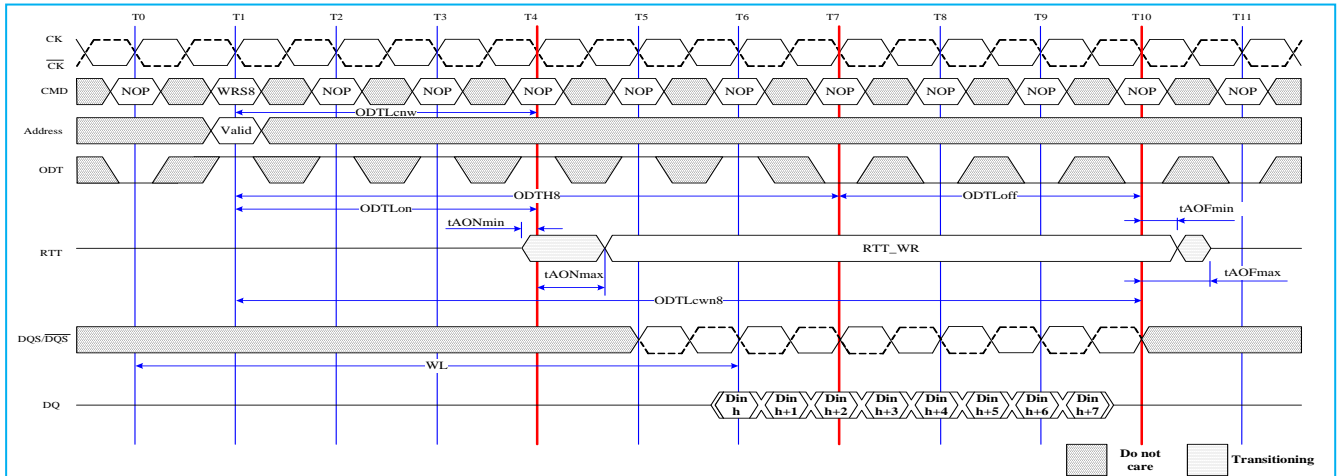 T0 T1 T2 T3 T4 T5 T6 T7 T8 T9 T10 T11
CK
CK
CMD NOP WRS8 NOP NOP NOP NOP NOP NOP NOP NOP NOP NOP
ODTLcnw
Address Valid
ODT
ODTH8 ODTLoff
ODTLon
tAONmin tAOFmin
RTT RTT_WR
tAONmax tAOFmax
ODTLcwn8
DQS/DQS
WL
DQ Din h Din h+1 Din h+2 Din h+3 Din h+4 Din h+5 Din h+6 Din h+7
Do not care Transitioning